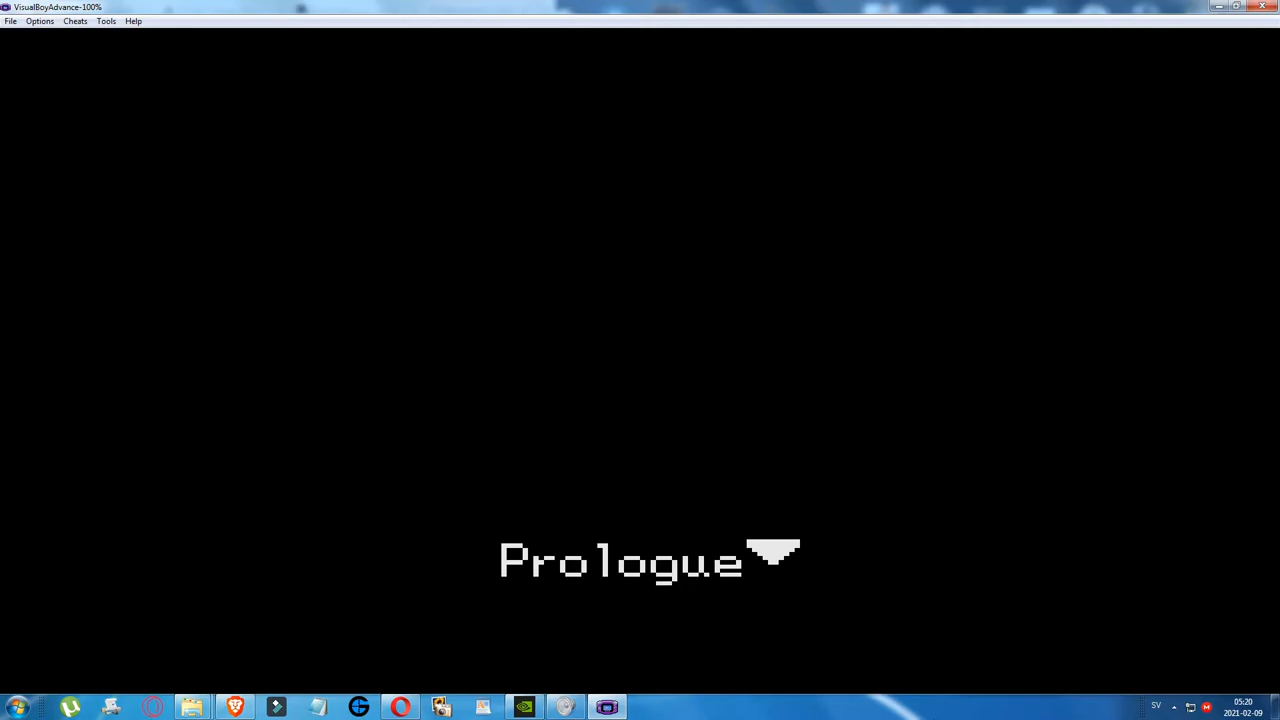 VisualBoyAdvance-100%
File Options Cheats Tools Help
Prologue
SV
05:20
2021-02-09